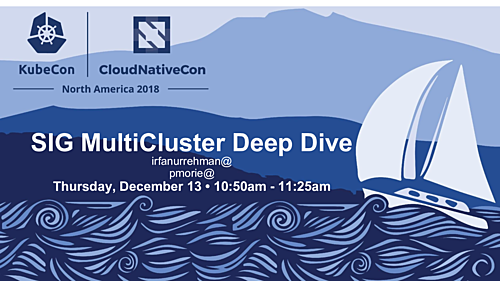 KubeCon
CloudNativeCon
North America 2018
SIG MultiCluster Deep Dive
irfanurrehman@
pmorie@
Thursday, December 13 • 10:50am - 11:25am